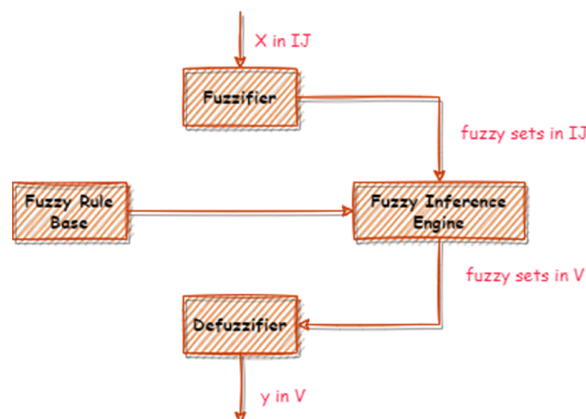 X in IJ
Fuzzifier
fuzzy sets in IJ
Fuzzy Rule
Base
Fuzzy Inference
Engine
fuzzy sets in V
Defuzzifier
y in V